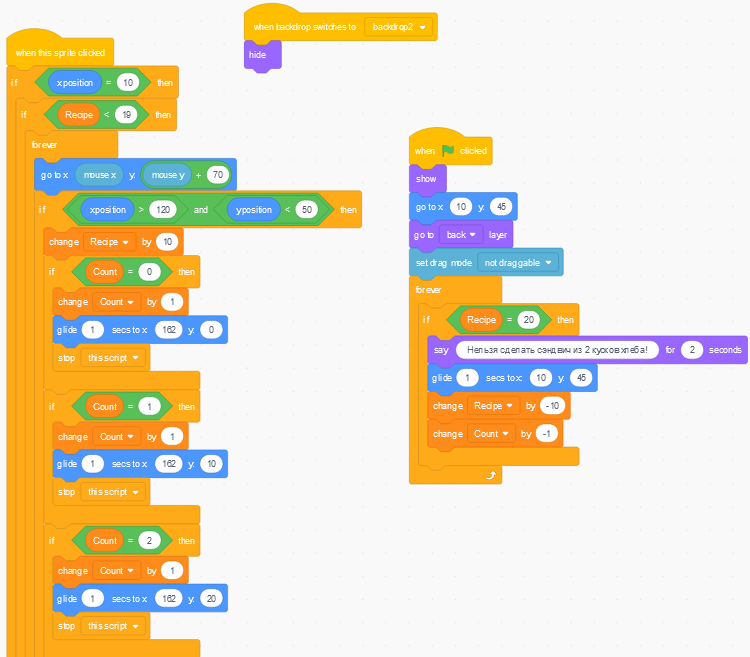 when backdrop switches to backdrop2
hide
when this sprite clicked
if xposition = 10 then
if Recipe < 19 then
forever
go to x mouse x y: mouse y + 70
if xposition > 120 and yposition < 50 then
change Recipe by 10
if Count = 0 then
change Count by 1
glide 1 secs to x 162 y: 0
stop this script
if Count = 1 then
change Count by 1
glide 1 secs to x 162 y: 10
stop this script
if Count = 2 then
change Count by 1
glide 1 secs to x 162 y: 20
stop this script
when clicked
show
go to x 10 y: 45
go to back layer
set drag mode not draggable
forever
if Recipe = 20 then
say Нельзя сделать сэндвич из 2 кусков хлеба! for 2 seconds
glide 1 secs to x: 10 y: 45
change Recipe by -10
change Count by -1